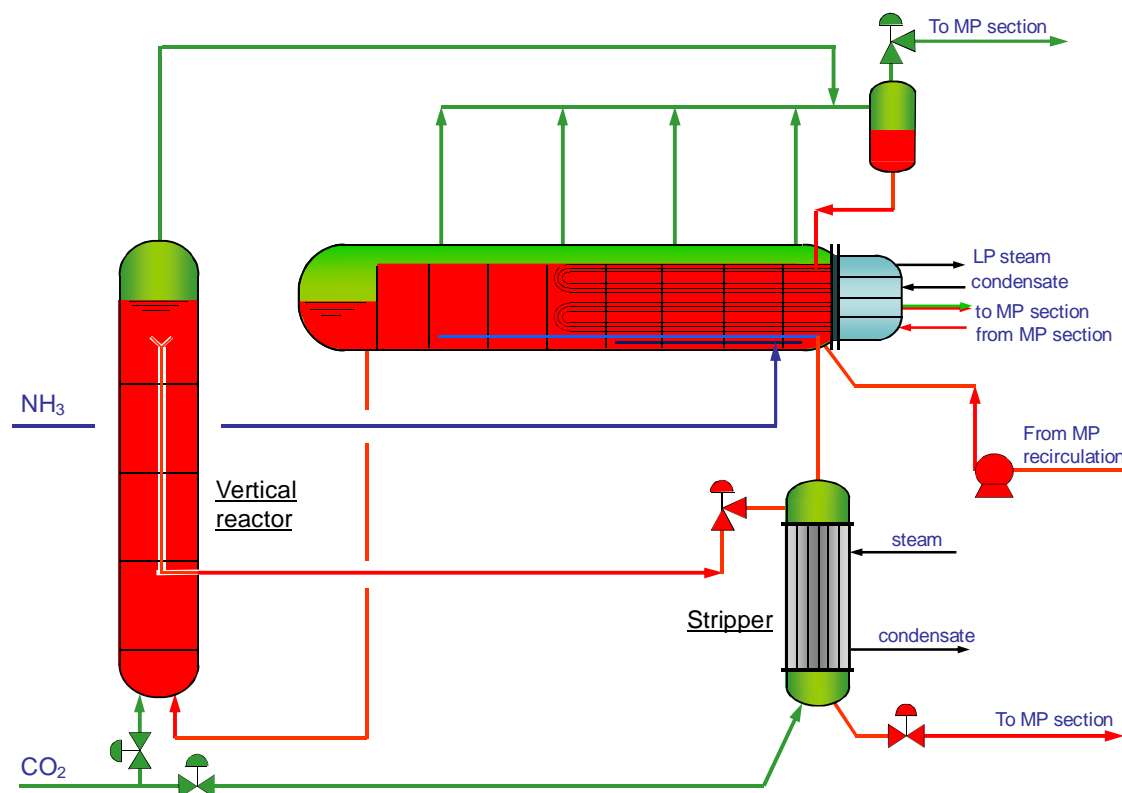 To MP section
LP steam
condensate
to MP section
from MP section
NH3
From MP
recirculation
Vertical
reactor
steam
Stripper
condensate
To MP section
CO2